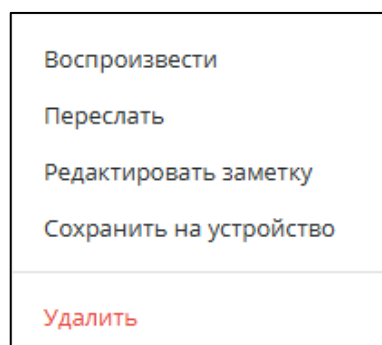 Воспроизвести
Переслать
Редактировать заметку
Сохранить на устройство
Удалить